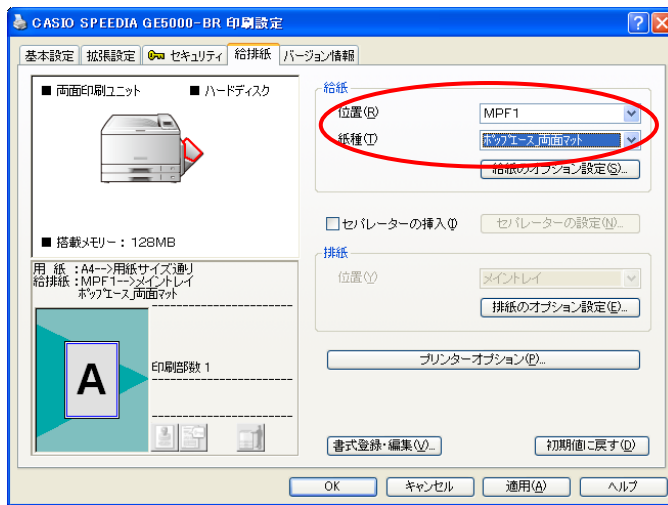 CASIO SPEEDIA GE5000-BR 印刷設定
基本設定 拡張設定 セキュリティ 給排紙 バージョン情報
■ 両面印刷ユニット ■ ハードディスク
■ 搭載メモリー : 128MB
給紙
位置(R) MPF1
紙種(T) ポップエース_両面マット
給紙のオプション設定(S)...
セパレーターの挿入(I) セパレーターの設定(N)...
排紙
位置(Y) メイントレイ
排紙のオプション設定(E)...
用 紙 :A4-->用紙サイズ通り
給排紙 :MPF1-->メイントレイ
ポップエース_両面マット
A
印刷部数 1
プリンターオプション(P)...
書式登録・編集(V)... 初期値に戻す(D)
OK キャンセル 適用(A) ヘルプ